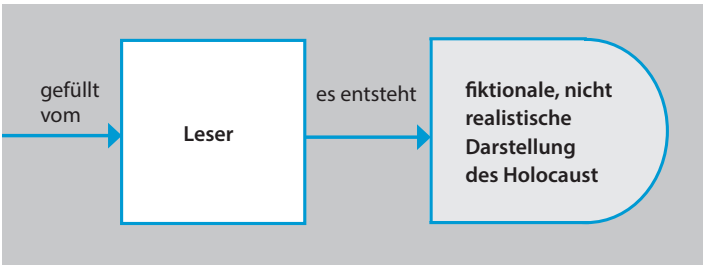 gefüllt
vom
Leser
es entsteht
fiktionale, nicht
realistische
Darstellung
des Holocaust